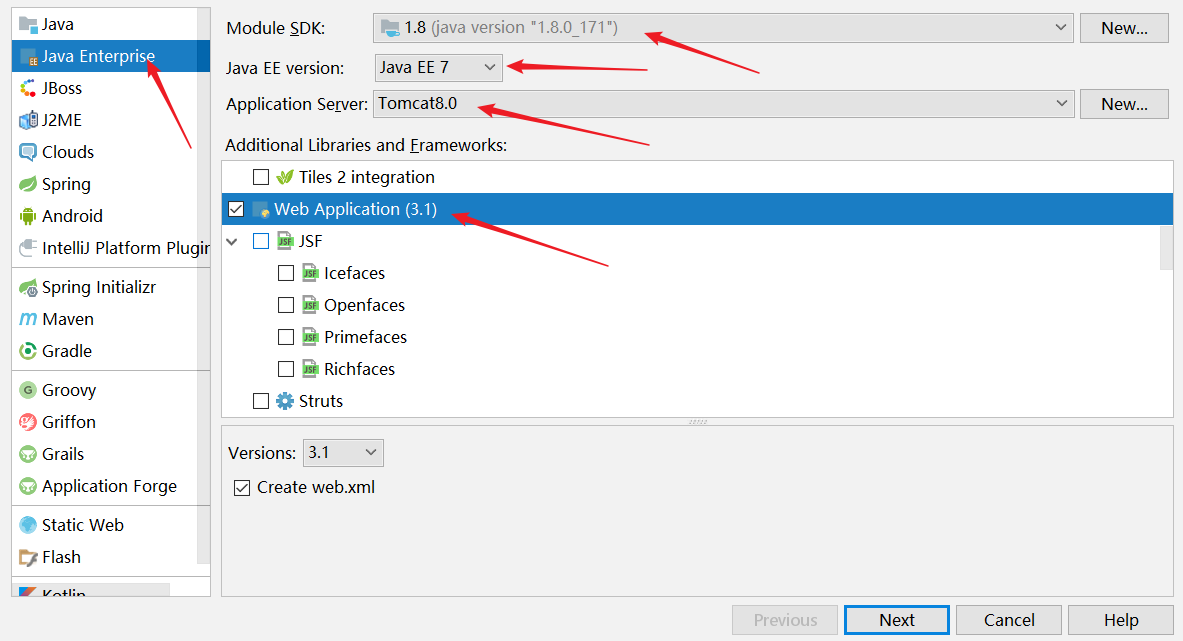 Java
Java Enterprise
JBoss
J2ME
Clouds
Spring
Android
IntelliJ Platform Plugin
Spring Initializr
Maven
Gradle
Groovy
Griffon
Grails
Application Forge
Static Web
Flash
Kotlin
Module SDK: 1.8 (java version "1.8.0_171") New...
Java EE version: Java EE 7
Application Server: Tomcat8.0 New...
Additional Libraries and Frameworks:
Tiles 2 integration
Web Application (3.1)
JSF
Icefaces
Openfaces
Primefaces
Richfaces
Struts
Versions: 3.1
Create web.xml
Previous Next Cancel Help